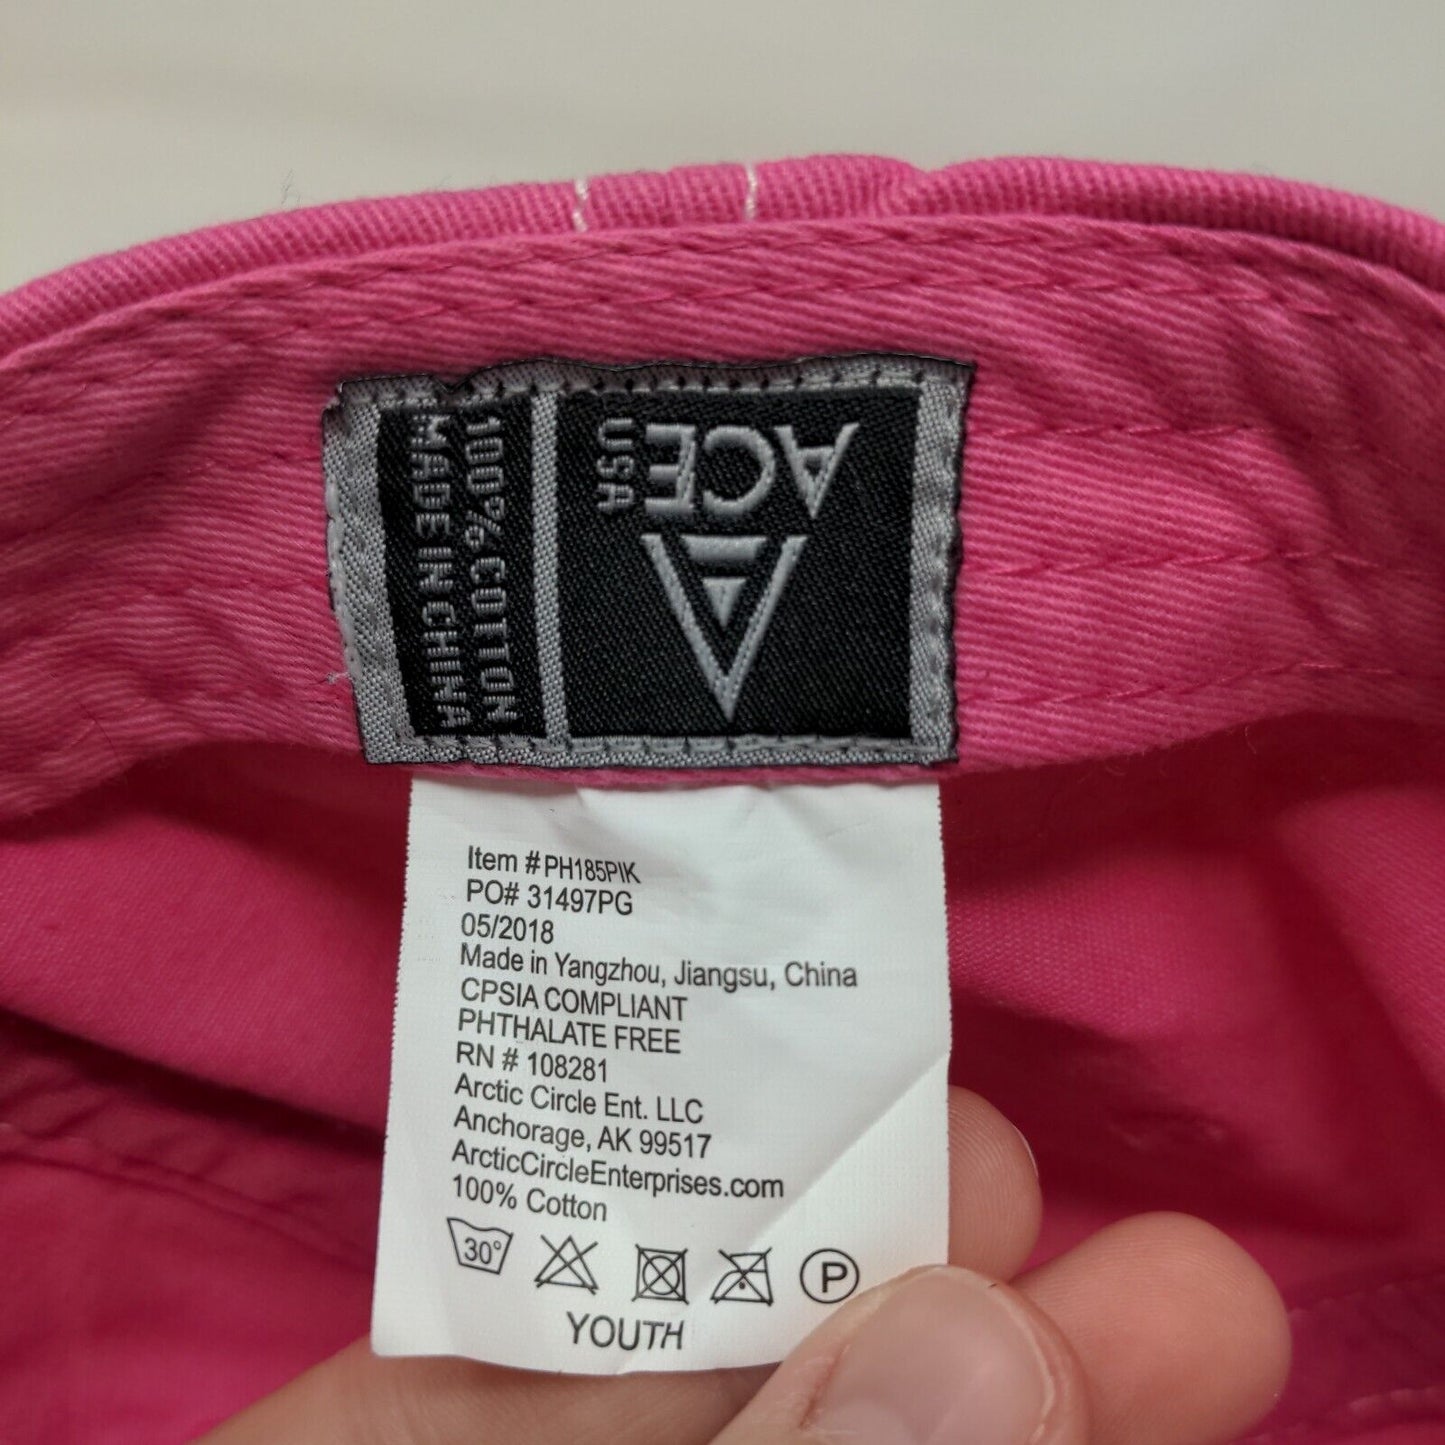 ACE
USA
100% COTTON
MADE IN CHINA
Item #PH185PIK
PO# 31497PG
05/2018
Made in Yangzhou, Jiangsu, China
CPSIA COMPLIANT
PHTHALATE FREE
RN # 108281
Arctic Circle Ent. LLC
Anchorage, AK 99517
ArcticCircleEnterprises.com
100% Cotton
30°
P
YOUTH